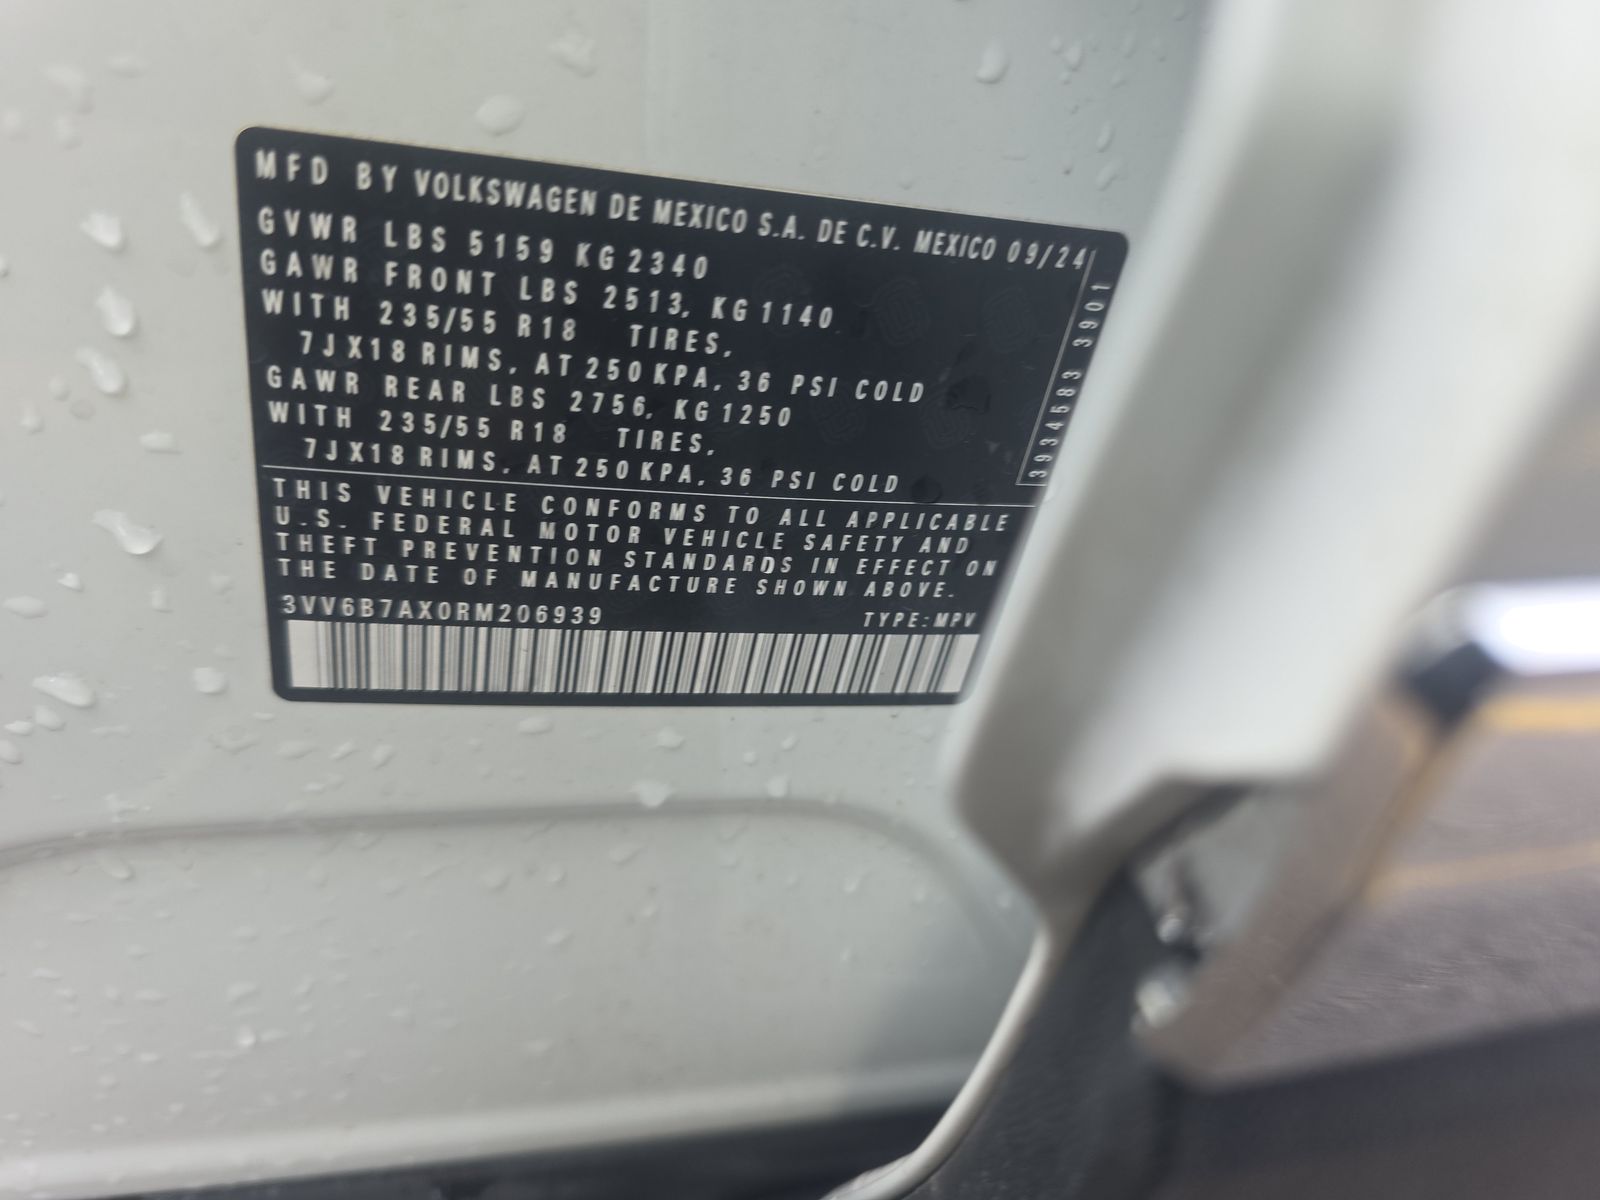 MFD BY VOLKSWAGEN DE MEXICO S.A. DE C.V. MEXICO 09/24
GVWR LBS 5159 KG 2340
GAWR FRONT LBS 2513, KG 1140
WITH 235/55 R18 TIRES,
7JX18 RIMS, AT 250 KPA, 36 PSI COLD
GAWR REAR LBS 2756, KG 1250
WITH 235/55 R18 TIRES,
7JX18 RIMS, AT 250 KPA, 36 PSI COLD
3934583 3901
THIS VEHICLE CONFORMS TO ALL APPLICABLE
U.S. FEDERAL MOTOR VEHICLE SAFETY AND
THEFT PREVENTION STANDARDS IN EFFECT ON
THE DATE OF MANUFACTURE SHOWN ABOVE.
3VV6B7AX0RM206939 TYPE:MPV